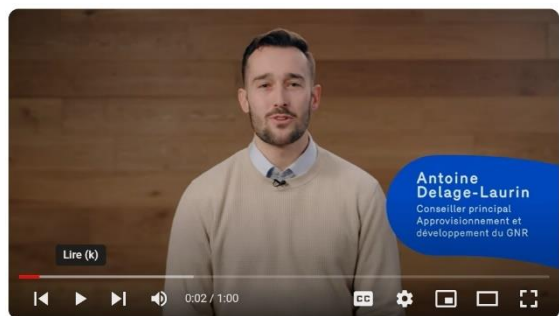 Antoine
Delage-Laurin
Conseiller principal
Approvisionnement et
développement du GNR
Lire (k)
0:02 / 1:00
CC